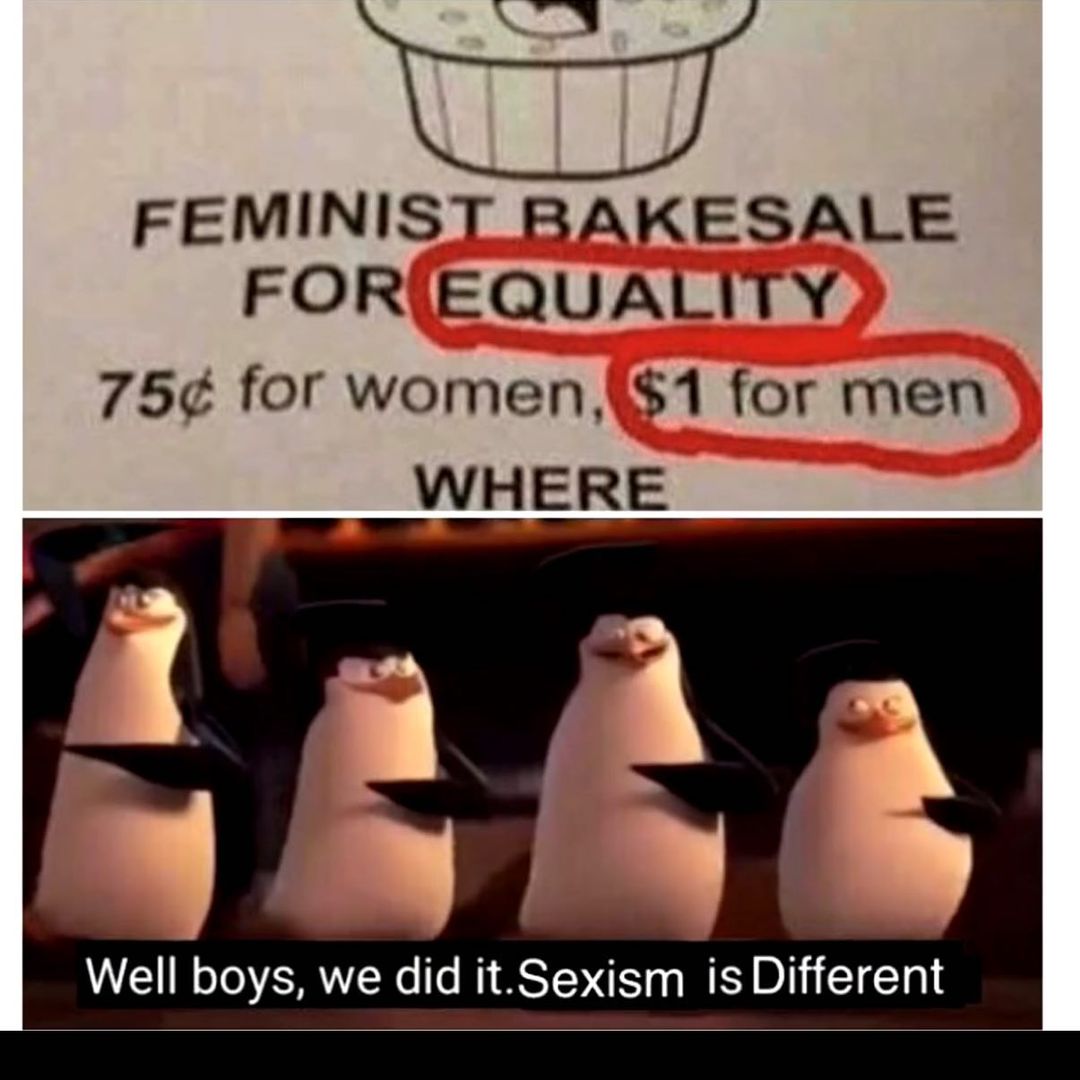 FEMINIST BAKESALE
FOR EQUALITY
75¢ for women, $1 for men
WHERE
Well boys, we did it.Sexism is Different